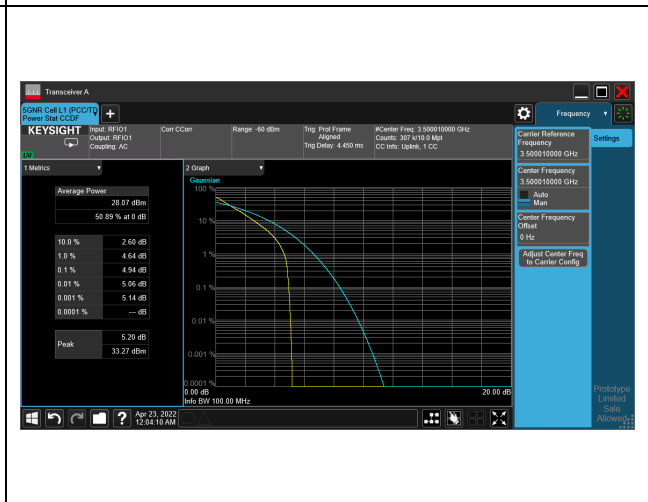 Transceiver A
5GNR Cell L1 (PCC/TD
Power Stat CCDF
Frequency
KEYSIGHT
LXI
Input: RFIO1
Output: RFIO1
Coupling: AC
Corr CCorr
Range: -60 dBm
Trig: Prot Frame
Aligned
Trig Delay: 4.450 ms
#Center Freq: 3.500010000 GHz
Counts: 307 k/10.0 Mpt
CC Info: Uplink, 1 CC
Carrier Reference
Frequency
3.500010000 GHz
Settings
1 Metrics
2 Graph
Center Frequency
3.500010000 GHz
Auto
Man
Center Frequency
Offset
0 Hz
Adjust Center Freq
to Carrier Config
Average Power
28.07 dBm
50.89 % at 0 dB
10.0 % 2.60 dB
1.0 % 4.64 dB
0.1 % 4.94 dB
0.01 % 5.06 dB
0.001 % 5.14 dB
0.0001 % --- dB
Peak
5.20 dB
33.27 dBm
Gaussian
100 %
10 %
1 %
0.1 %
0.01 %
0.001 %
0.0001 %
0.00 dB
20.00 dB
Info BW 100.00 MHz
Prototype
Limited
Sale
Allowed
?
Apr 23, 2022
12:04:10 AM